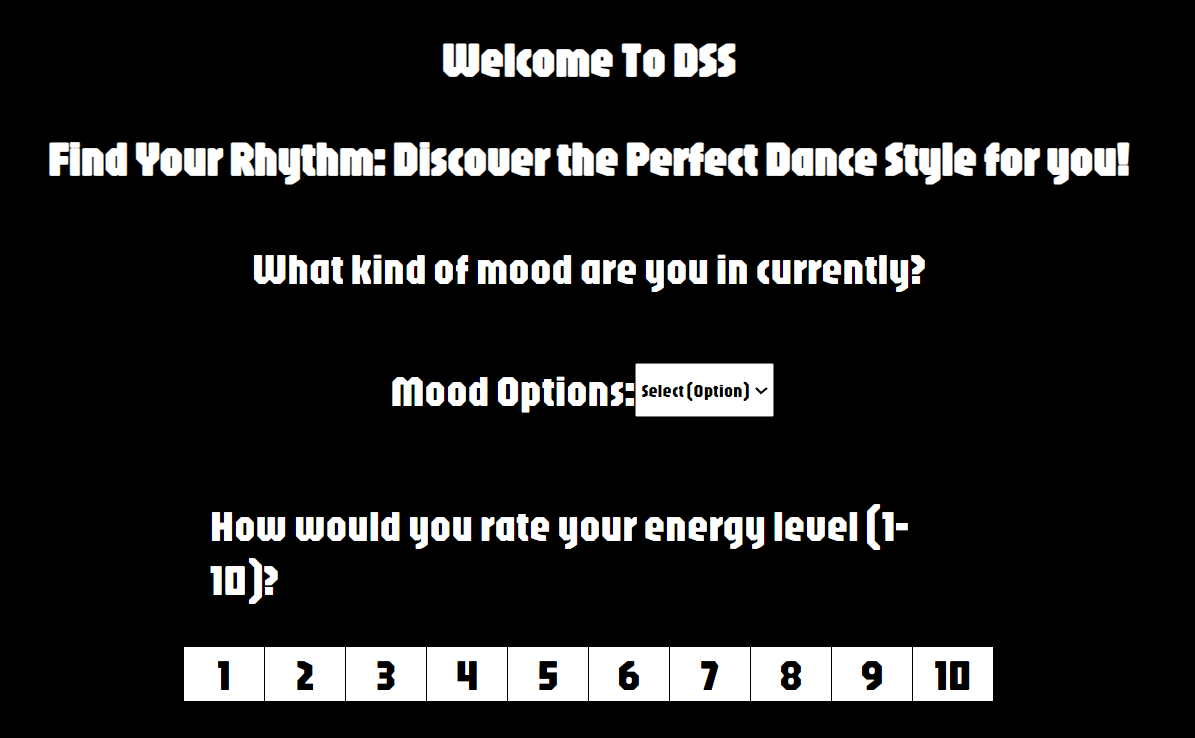 Welcome To DSS
Find Your Rhythm: Discover the Perfect Dance Style for you!
What kind of mood are you in currently?
Mood Options: Select (Option)
How would you rate your energy level (1-
10)?
1 2 3 4 5 6 7 8 9 10